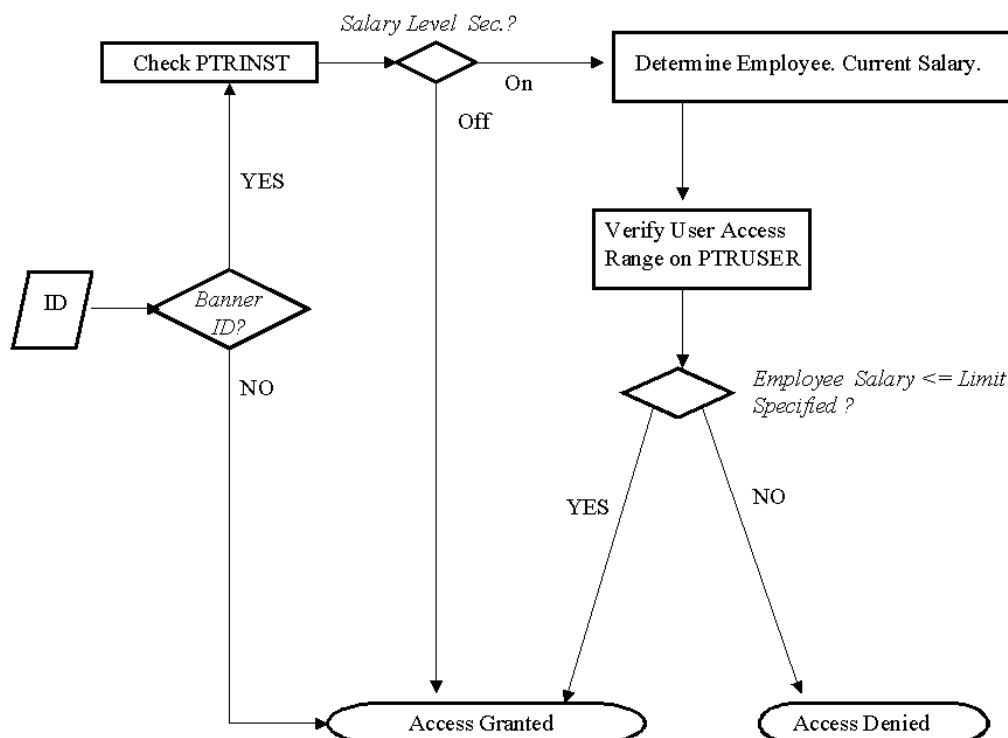 Salary Level Sec.?
Check PTRINST
On
Determine Employee. Current Salary.
Off
YES
Verify User Access
Range on PTRUSER
ID
Banner
ID?
NO
Employee Salary <= Limit
Specified ?
YES
NO
Access Granted
Access Denied